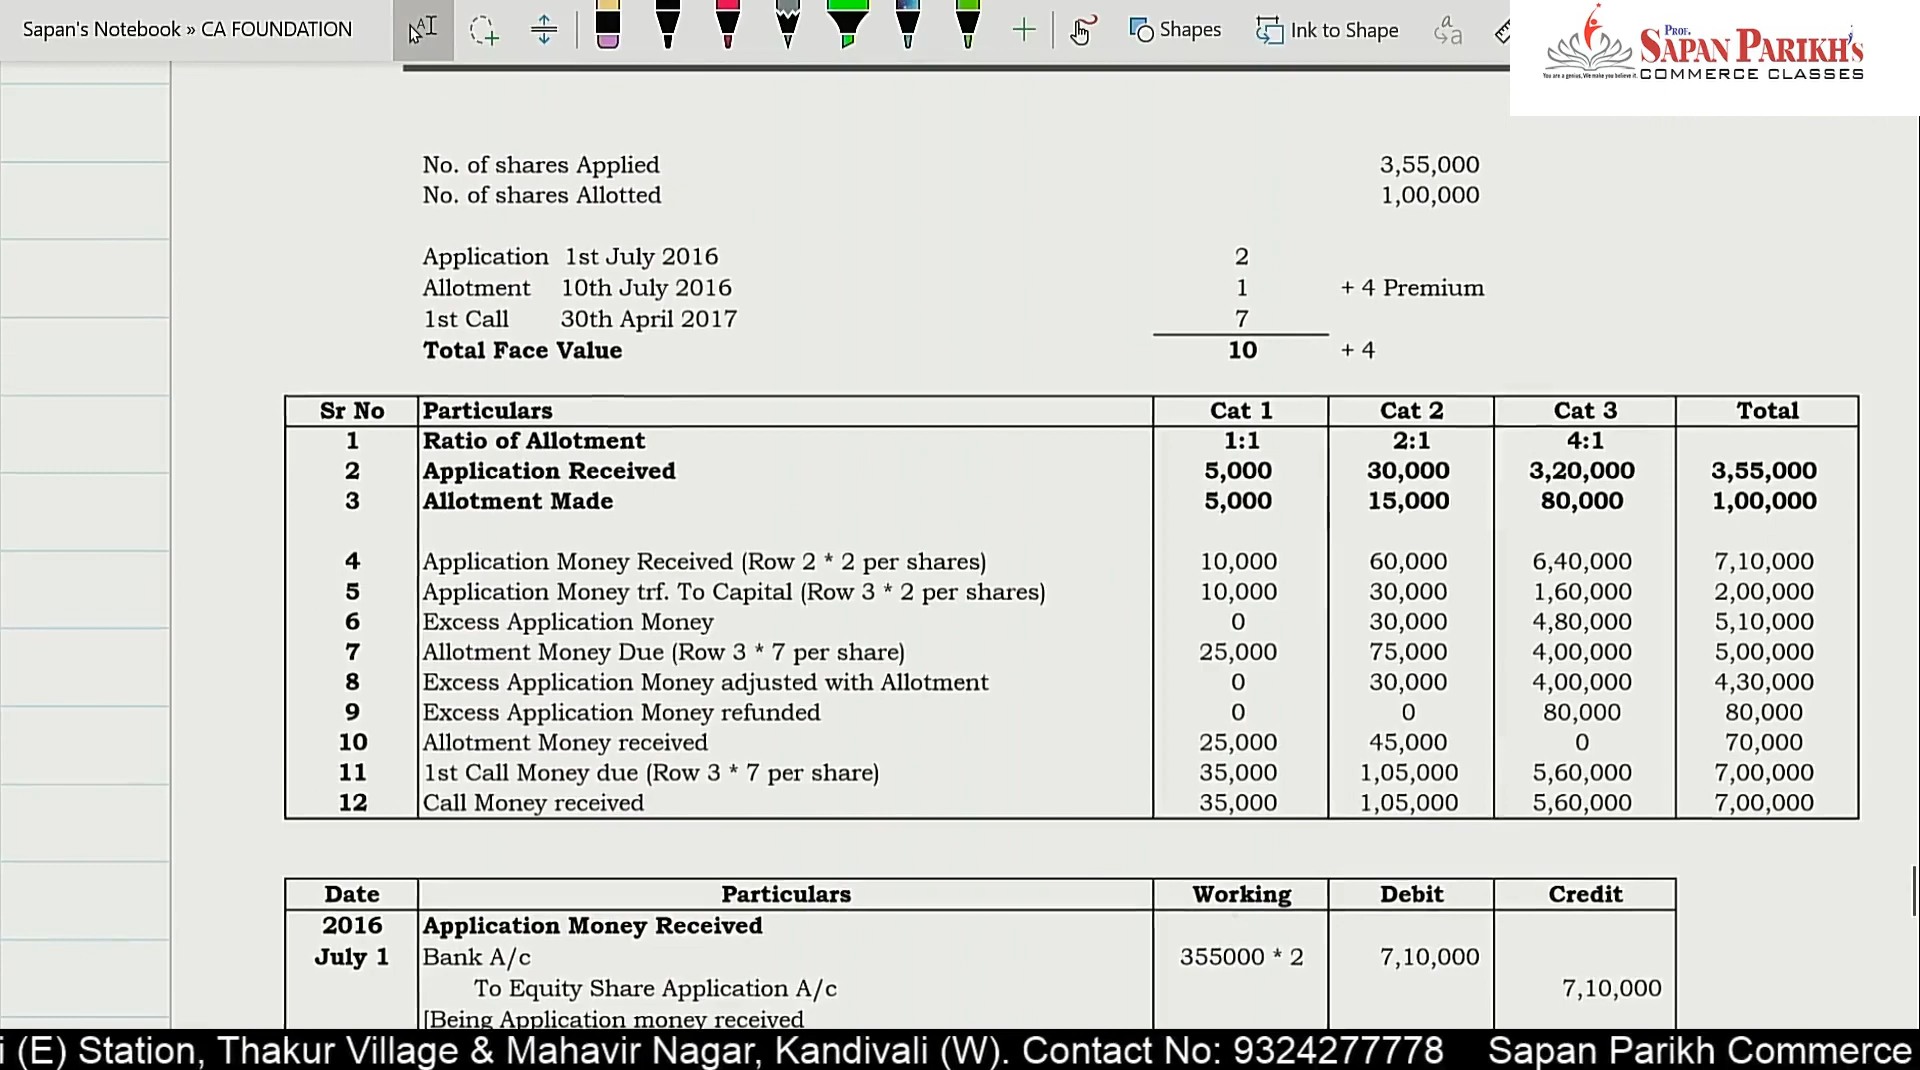 Sapan's Notebook » CA FOUNDATION
Shapes
Ink to Shape
PROF.
SAPAN PARIKH'S
You are a genius, We make you believe it.
COMMERCE CLASSES
No. of shares Applied 3,55,000
No. of shares Allotted 1,00,000
Application 1st July 2016 2
Allotment 10th July 2016 1 + 4 Premium
1st Call 30th April 2017 7
Total Face Value 10 + 4
Sr No Particulars Cat 1 Cat 2 Cat 3 Total
1 Ratio of Allotment 1:1 2:1 4:1
2 Application Received 5,000 30,000 3,20,000 3,55,000
3 Allotment Made 5,000 15,000 80,000 1,00,000
4 Application Money Received (Row 2 * 2 per shares) 10,000 60,000 6,40,000 7,10,000
5 Application Money trf. To Capital (Row 3 * 2 per shares) 10,000 30,000 1,60,000 2,00,000
6 Excess Application Money 0 30,000 4,80,000 5,10,000
7 Allotment Money Due (Row 3 * 7 per share) 25,000 75,000 4,00,000 5,00,000
8 Excess Application Money adjusted with Allotment 0 30,000 4,00,000 4,30,000
9 Excess Application Money refunded 0 0 80,000 80,000
10 Allotment Money received 25,000 45,000 0 70,000
11 1st Call Money due (Row 3 * 7 per share) 35,000 1,05,000 5,60,000 7,00,000
12 Call Money received 35,000 1,05,000 5,60,000 7,00,000
Date Particulars Working Debit Credit
2016 Application Money Received
July 1 Bank A/c 355000 * 2 7,10,000
To Equity Share Application A/c 7,10,000
[Being Application money received
i (E) Station, Thakur Village & Mahavir Nagar, Kandivali (W). Contact No: 9324277778 Sapan Parikh Commerce